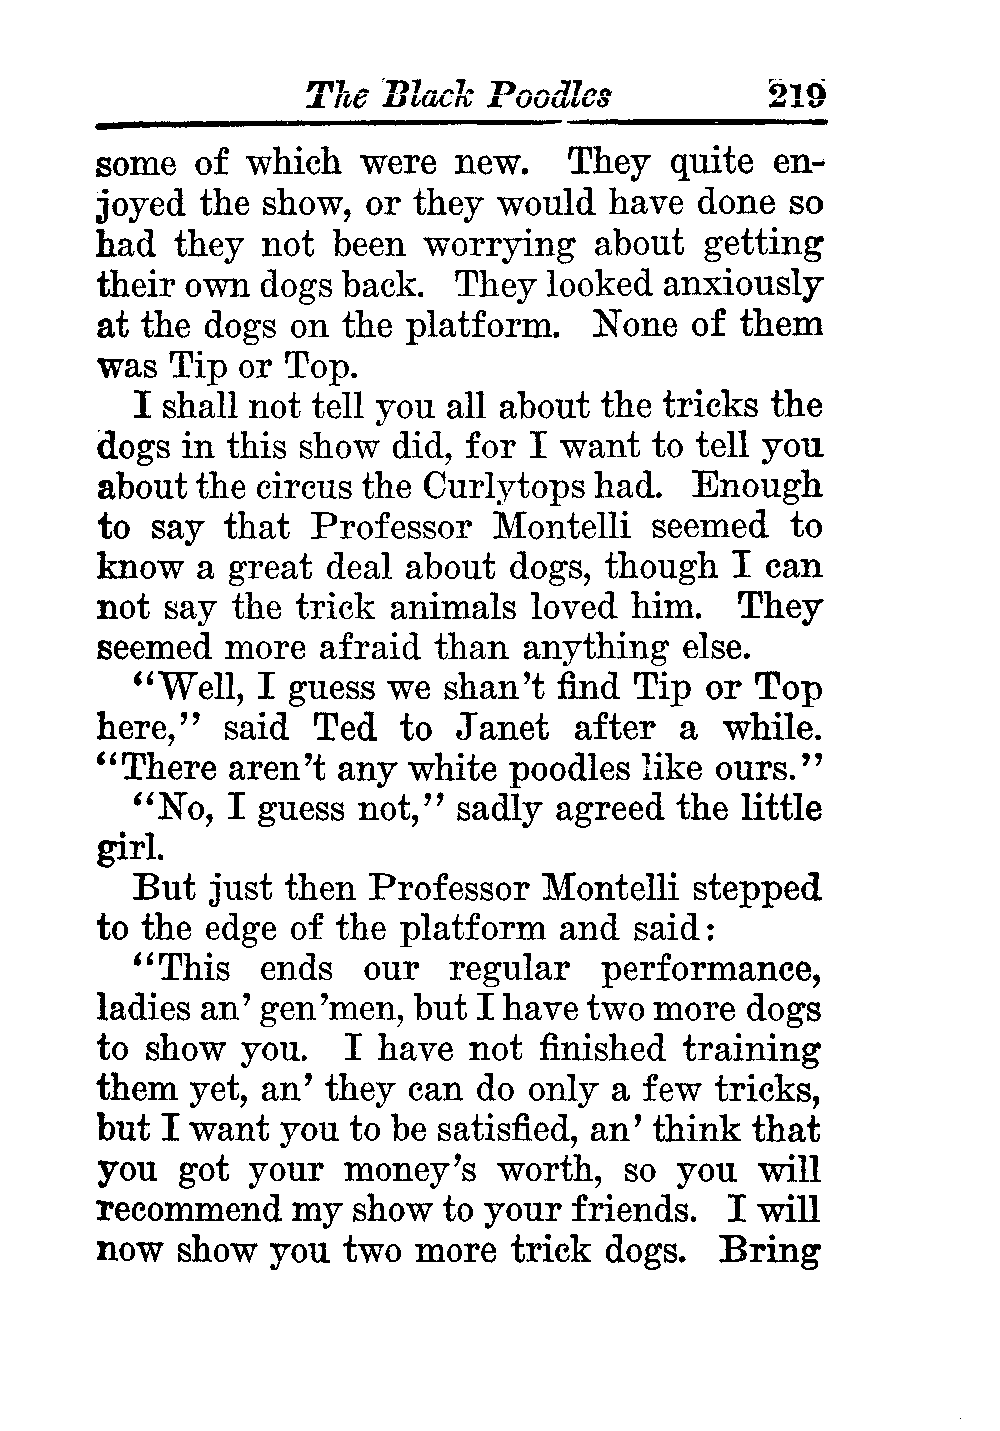 The Black Poodles 219
some of which were new. They quite en-
joyed the show, or they would have done so
had they not been worrying about getting
their own dogs back. They looked anxiously
at the dogs on the platform. None of them
was Tip or Top.
I shall not tell you all about the tricks the
dogs in this show did, for I want to tell you
about the circus the Curlytops had. Enough
to say that Professor Montelli seemed to
know a great deal about dogs, though I can
not say the trick animals loved him. They
seemed more afraid than anything else.
“Well, I guess we shan’t find Tip or Top
here,” said Ted to Janet after a while.
“There aren’t any white poodles like ours.”
“No, I guess not,” sadly agreed the little
girl.
But just then Professor Montelli stepped
to the edge of the platform and said:
“This ends our regular performance,
ladies an’ gen’men, but I have two more dogs
to show you. I have not finished training
them yet, an’ they can do only a few tricks,
but I want you to be satisfied, an’ think that
you got your money’s worth, so you will
recommend my show to your friends. I will
now show you two more trick dogs. Bring